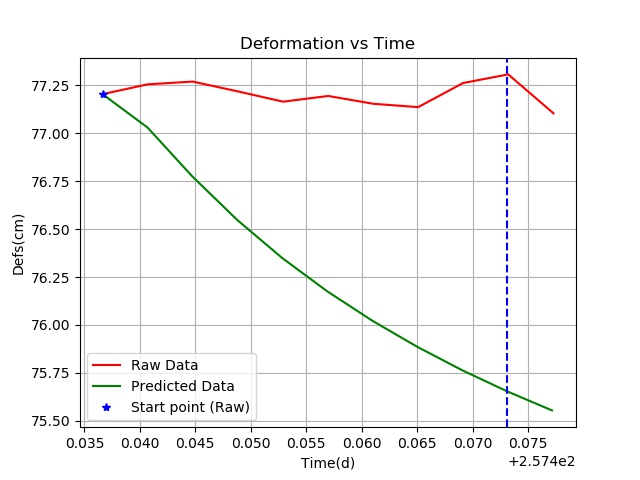 Deformation vs Time
77.25
77.00
76.75
76.50
76.25
76.00
75.75
75.50
Defs(cm)
Raw Data
Predicted Data
Start point (Raw)
0.035 0.040 0.045 0.050 0.055 0.060 0.065 0.070 0.075
Time(d)
+2.574e2